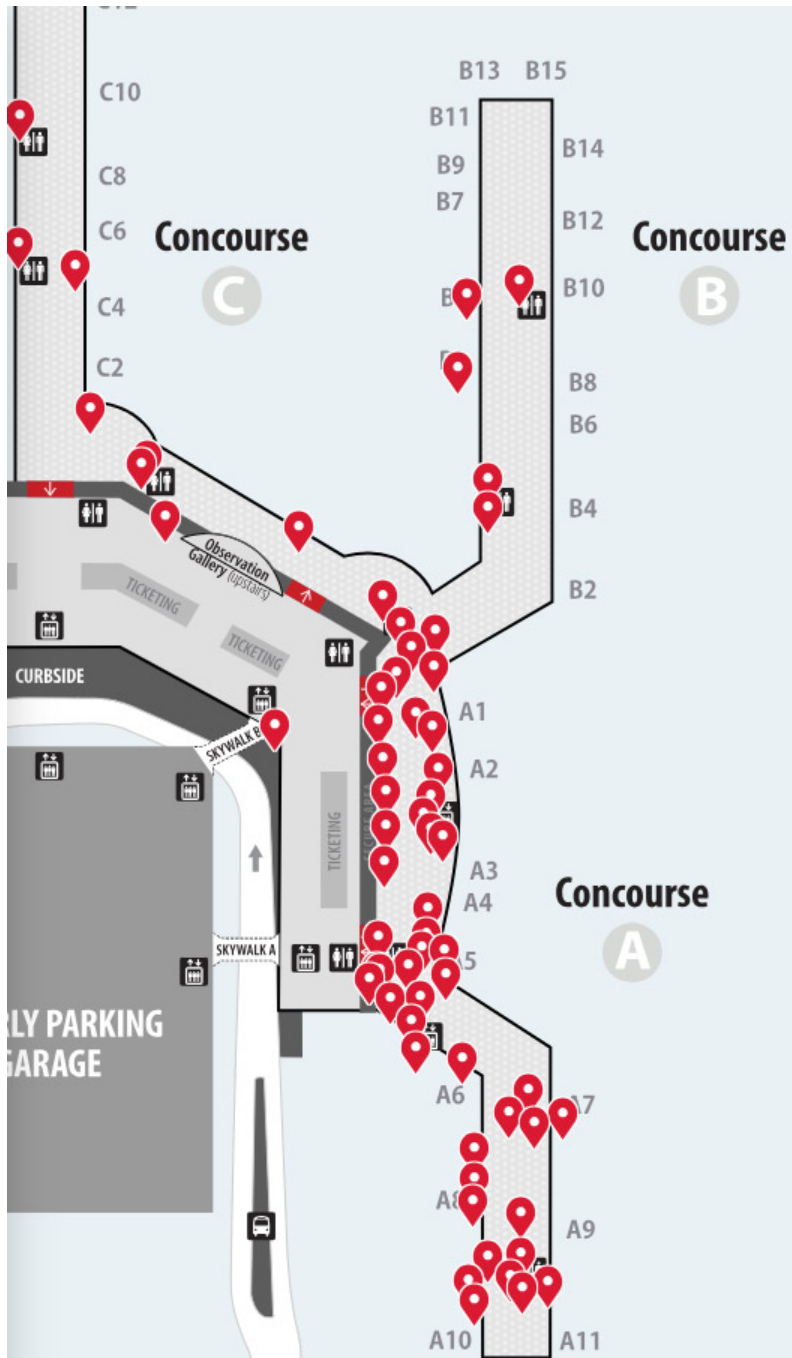 B13 B15
C10
B11
B14
B9
C8
B7
B12
C6
Concourse
C
Concourse
B
B10
C4
C2
B8
B6
B4
Observation
Gallery (upstairs)
TICKETING
B2
TICKETING
CURBSIDE
A1
SKYWALK B
A2
TICKETING
A3
A4
Concourse
A
SKYWALK A
A5
RLY PARKING
GARAGE
A6
A7
A8
A9
A10
A11